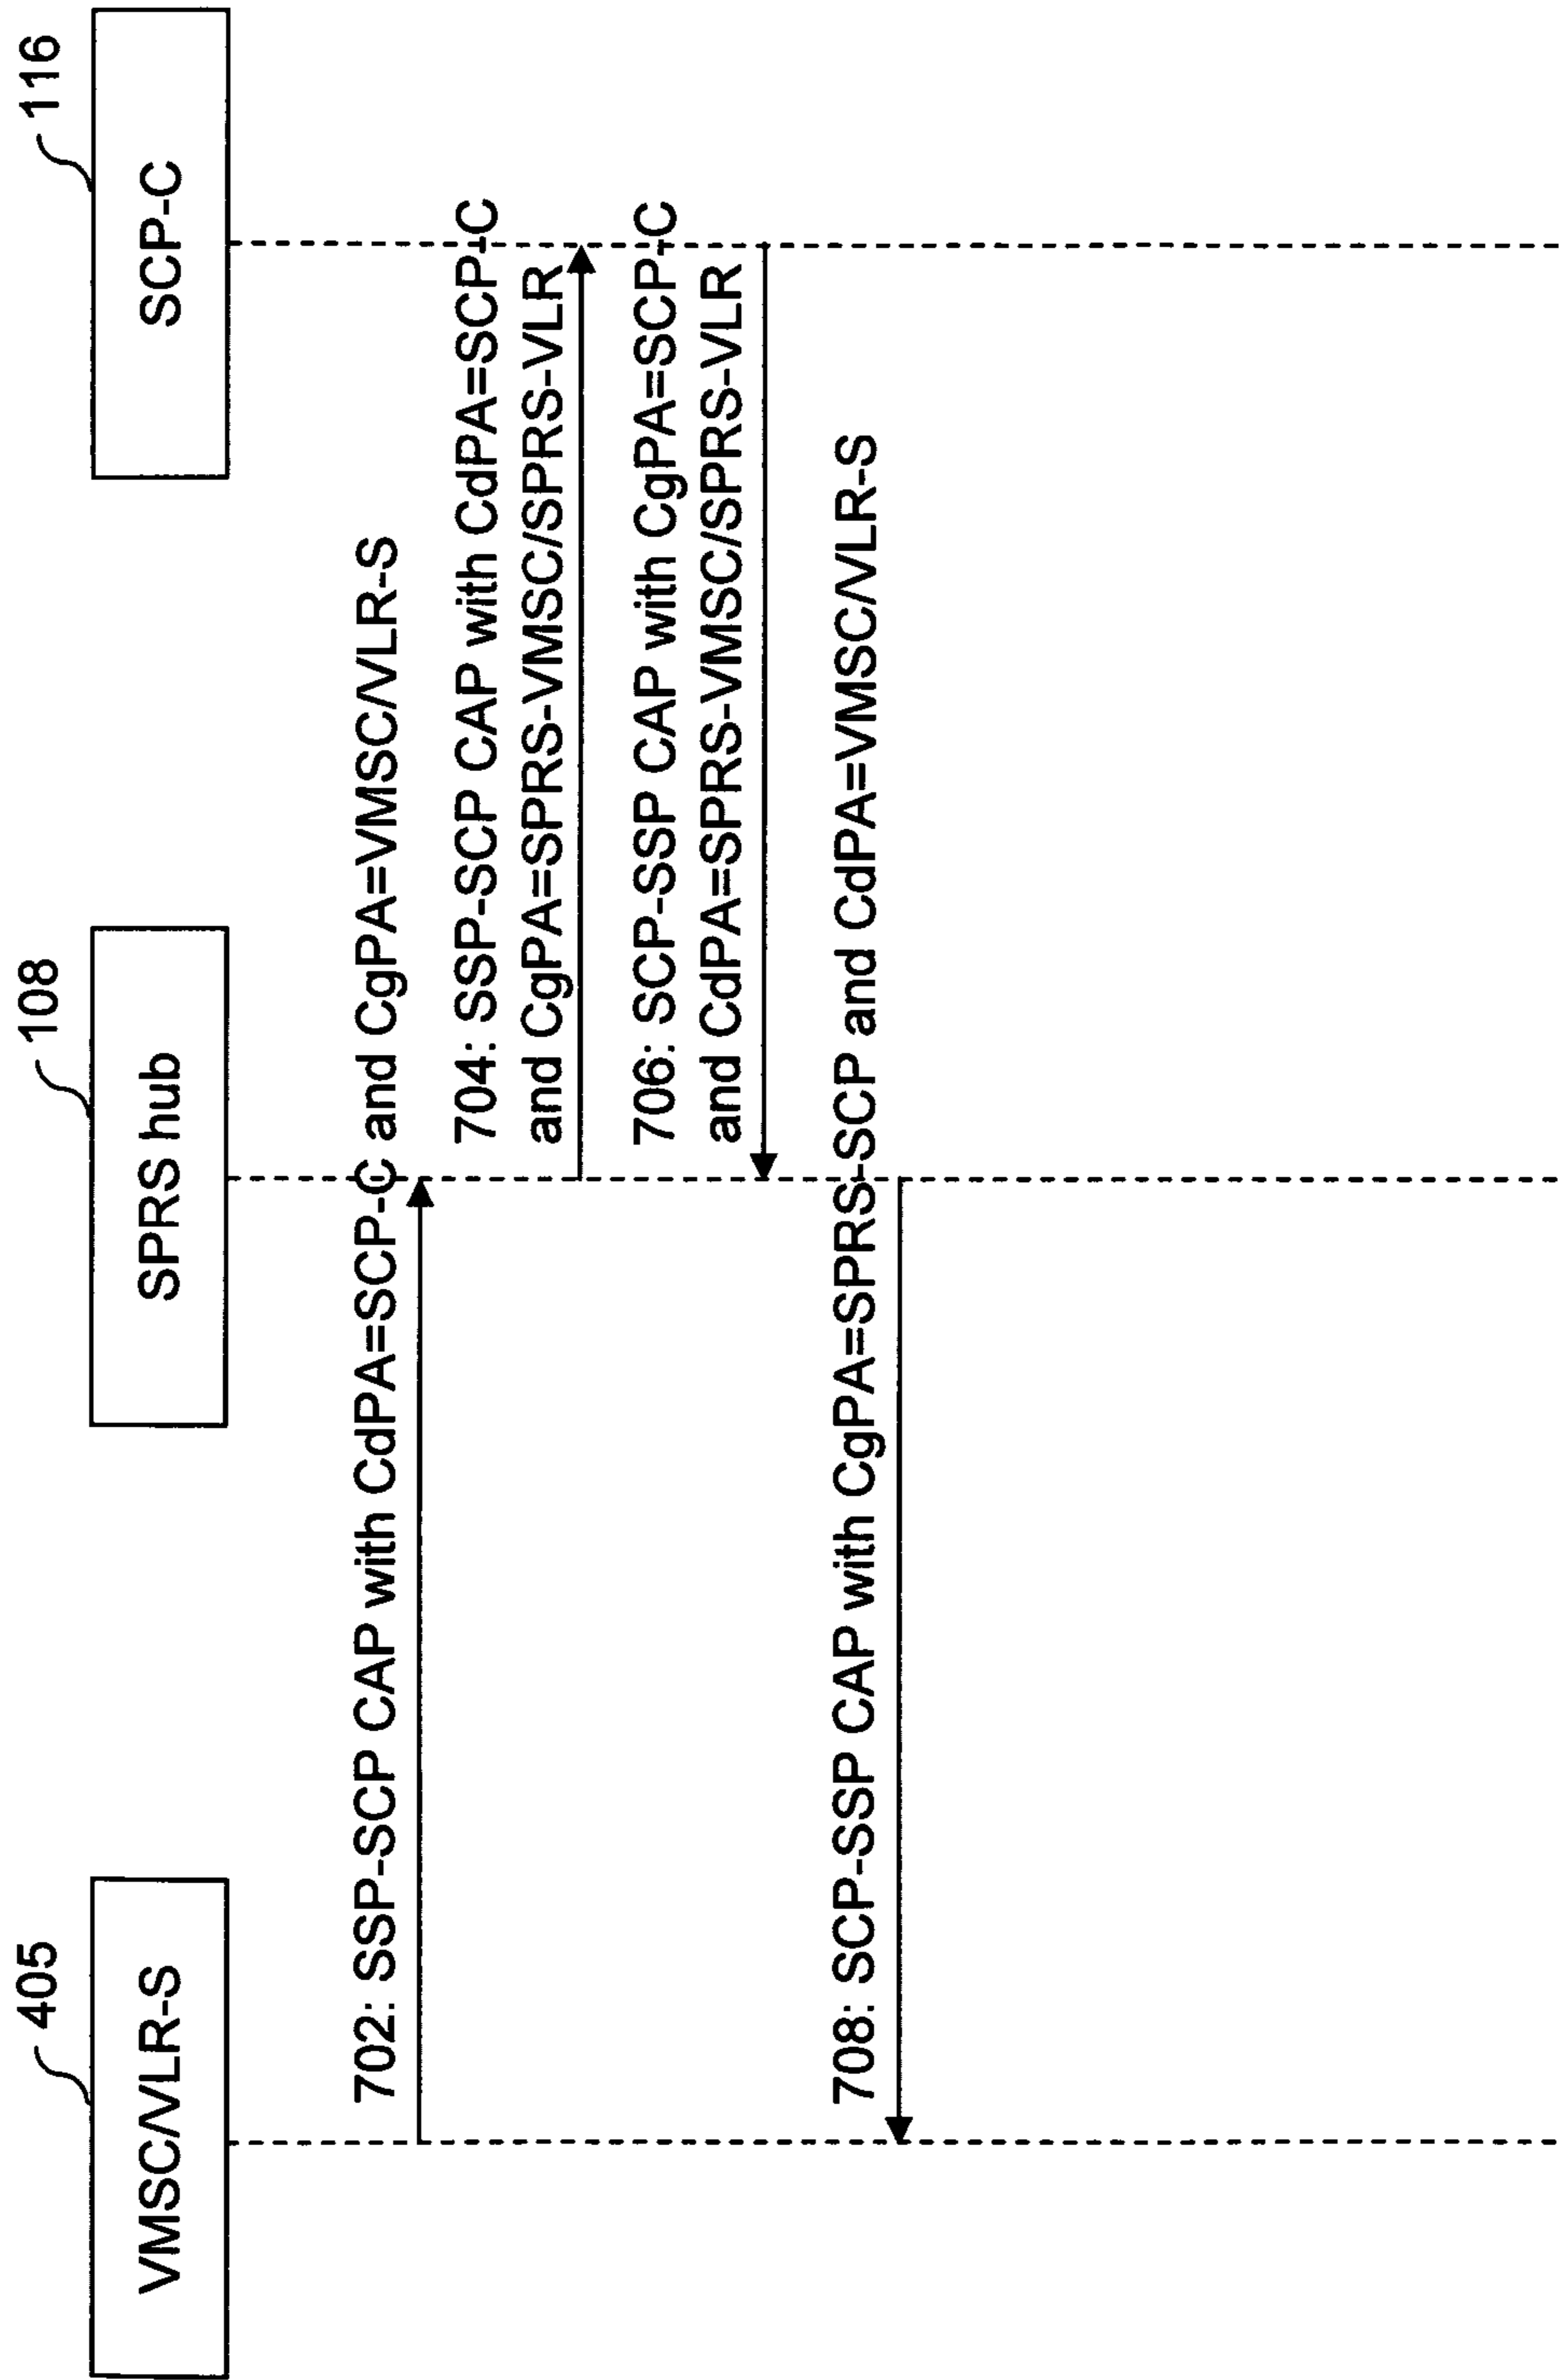 405
VMSC/VLR-S
108
SPRS hub
116
SCP-C
702: SSP-SCP CAP with CdPA=SCP-C and CgPA=VMSC/VLR-S
704: SSP-SCP CAP with CdPA=SCP-C
and CgPA=SPRS-VMSC/SPRS-VLR
706: SCP-SSP CAP with CgPA=SCP-C
and CdPA=SPRS-VMSC/SPRS-VLR
708: SCP-SSP CAP with CgPA=SPRS-SCP and CdPA=VMSC/VLR-S